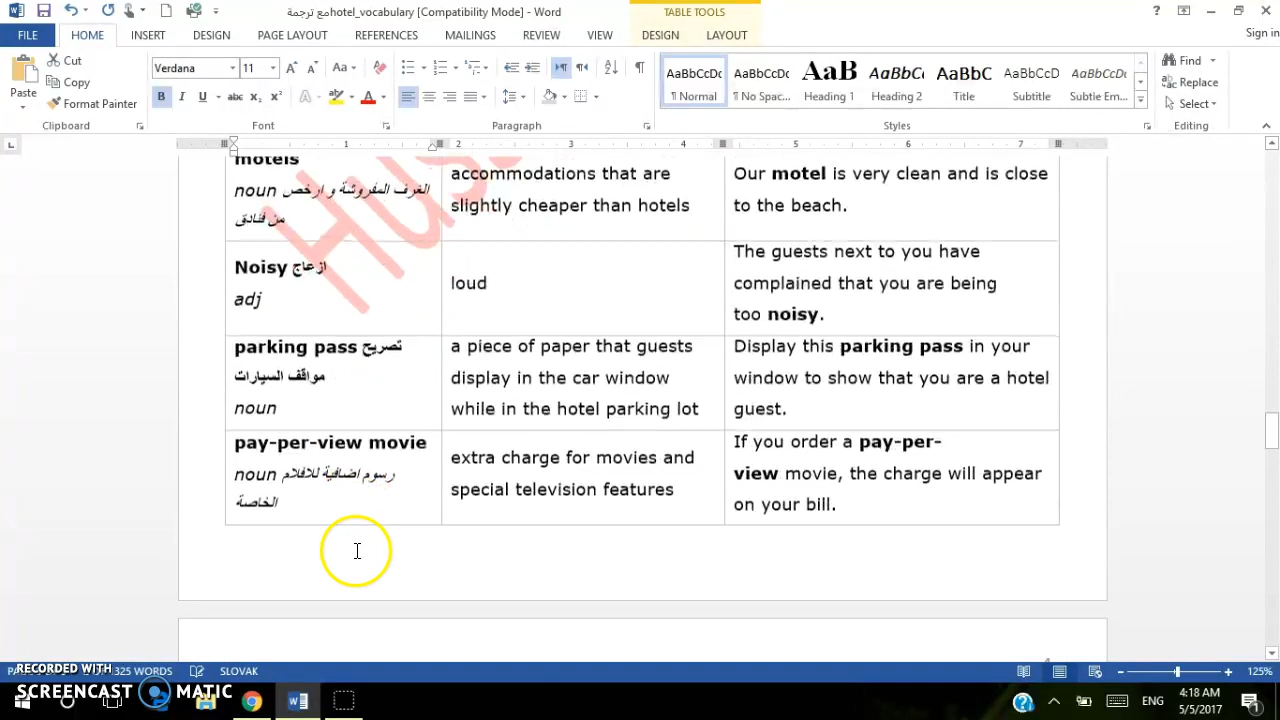 مع ترجمةhotel_vocabulary [Compatibility Mode] - Word
TABLE TOOLS
Sign in
FILE HOME INSERT DESIGN PAGE LAYOUT REFERENCES MAILINGS REVIEW VIEW DESIGN LAYOUT
Paste
Cut
Copy
Format Painter
Verdana 11
AaBbCcDc AaBbCcDc AaB AaBbC AaBbC AaBbCcD AaBbCcD
¶ Normal ¶ No Spac... Heading 1 Heading 2 Title Subtitle Subtle Em...
Find
Replace
Select
Clipboard Font Paragraph Styles Editing
1 2 3 4 5 6 7
motels
noun الغرف المفروشة و ارخص
من فنادق
accommodations that are
slightly cheaper than hotels
Our motel is very clean and is close
to the beach.
Noisy ازعاج
adj
loud
The guests next to you have
complained that you are being
too noisy.
parking pass تصريح
مواقف السيارات
noun
a piece of paper that guests
display in the car window
while in the hotel parking lot
Display this parking pass in your
window to show that you are a hotel
guest.
pay-per-view movie
noun رسوم اضافية للافلام
الخاصة
extra charge for movies and
special television features
If you order a pay-per-
view movie, the charge will appear
on your bill.
1325 WORDS SLOVAK 125%
RECORDED WITH
SCREENCAST MATIC
ENG
4:18 AM
5/5/2017